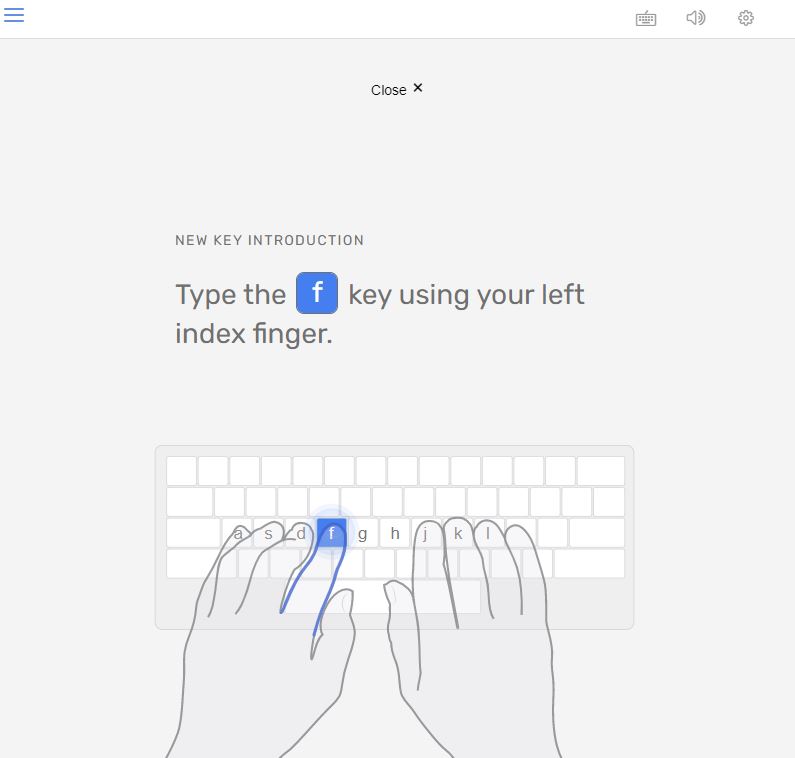 Close ×
NEW KEY INTRODUCTION
Type the f key using your left
index finger.
a s d f g h j k l